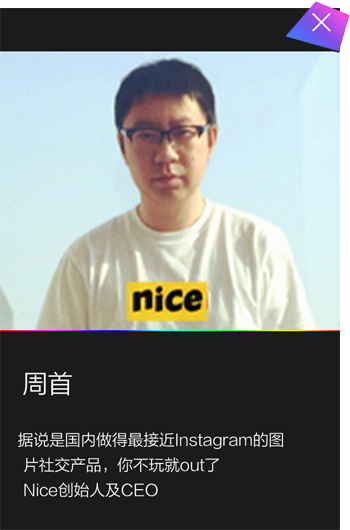 nice
周首
据说是国内做得最接近Instagram的图
片社交产品，你不玩就out了
Nice创始人及CEO